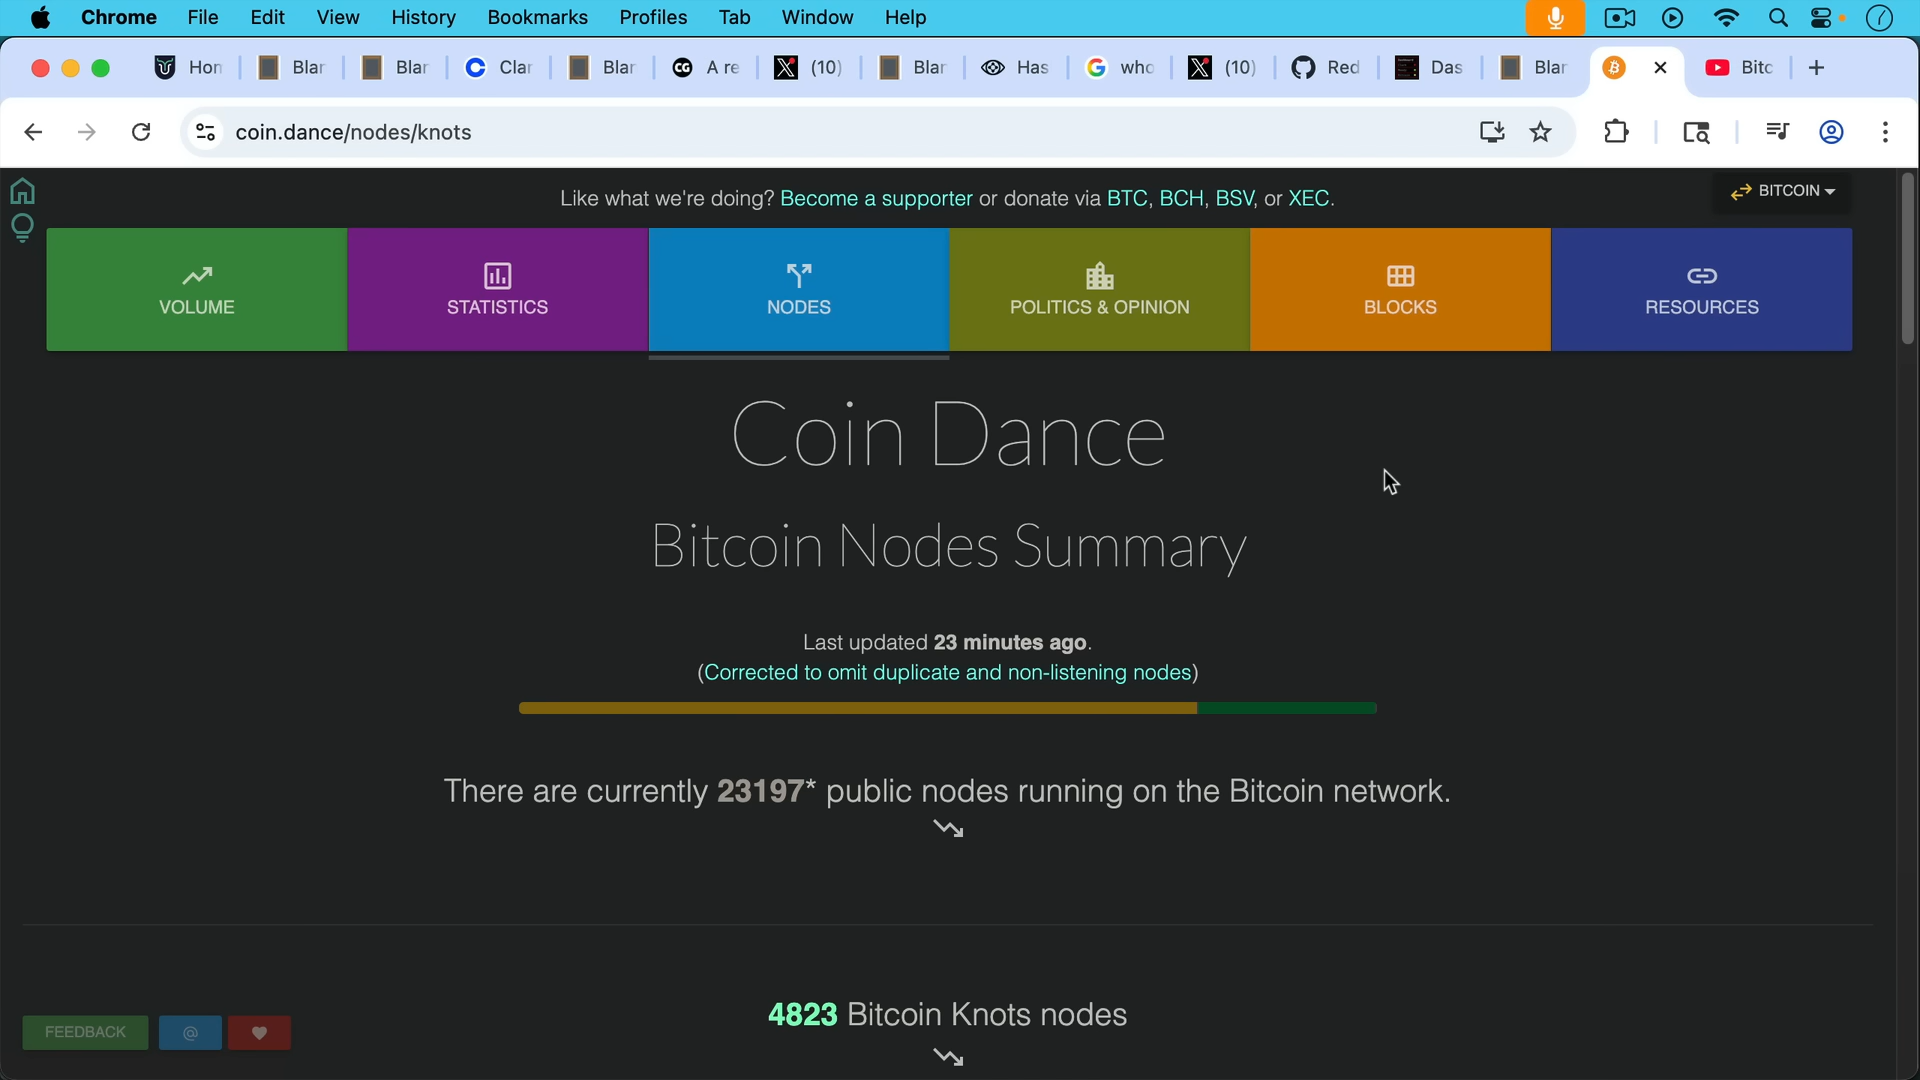 Chrome File Edit View History Bookmarks Profiles Tab Window Help
Hon Blar Blar Clar Blar A re (10) Blar Has who (10) Red Das Blar Bitc
coin.dance/nodes/knots
Like what we're doing? Become a supporter or donate via BTC, BCH, BSV, or XEC.
BITCOIN
VOLUME STATISTICS NODES POLITICS & OPINION BLOCKS RESOURCES
Coin Dance
Bitcoin Nodes Summary
Last updated 23 minutes ago.
(Corrected to omit duplicate and non-listening nodes)
There are currently 23197* public nodes running on the Bitcoin network.
4823 Bitcoin Knots nodes
FEEDBACK @